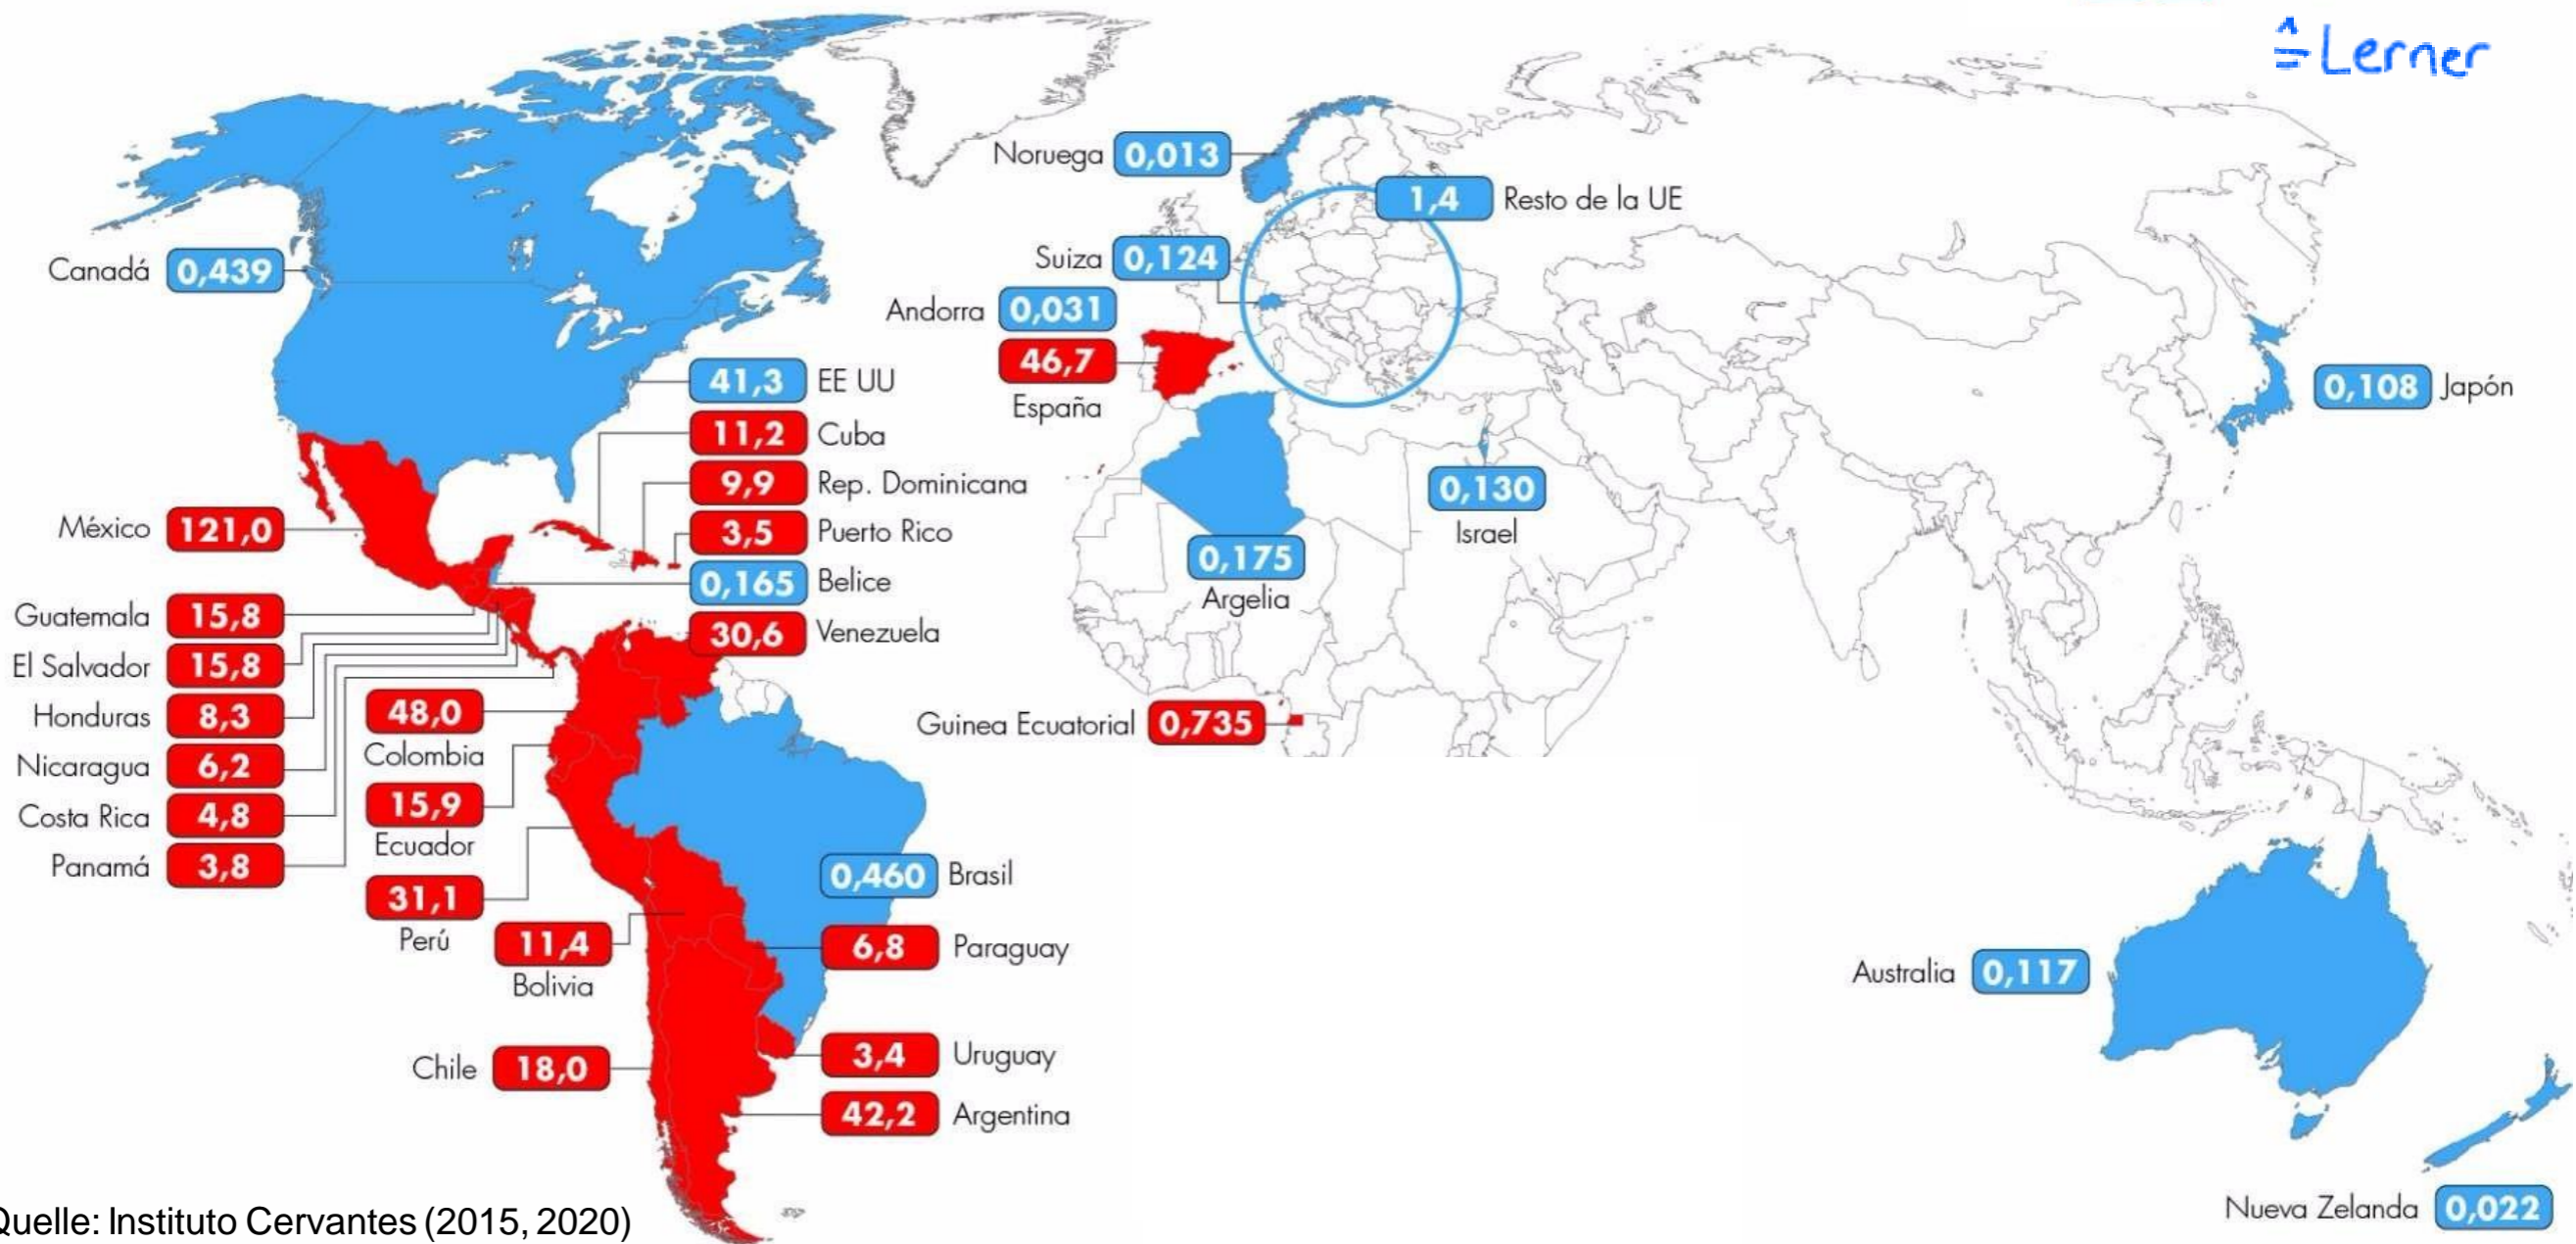 ≙ Lerner
Noruega 0,013
1,4 Resto de la UE
Suiza 0,124
Canadá 0,439
Andorra 0,031
46,7
España
41,3 EE UU
0,108 Japón
11,2 Cuba
9,9 Rep. Dominicana
0,130
Israel
México 121,0
3,5 Puerto Rico
0,175
Argelia
0,165 Belice
Guatemala 15,8
30,6 Venezuela
El Salvador 15,8
Honduras 8,3
48,0
Colombia
Guinea Ecuatorial 0,735
Nicaragua 6,2
15,9
Ecuador
Costa Rica 4,8
Panamá 3,8
0,460 Brasil
31,1
Perú
11,4
Bolivia
6,8 Paraguay
Australia 0,117
Chile 18,0
3,4 Uruguay
42,2 Argentina
Nueva Zelanda 0,022
Quelle: Instituto Cervantes (2015, 2020)